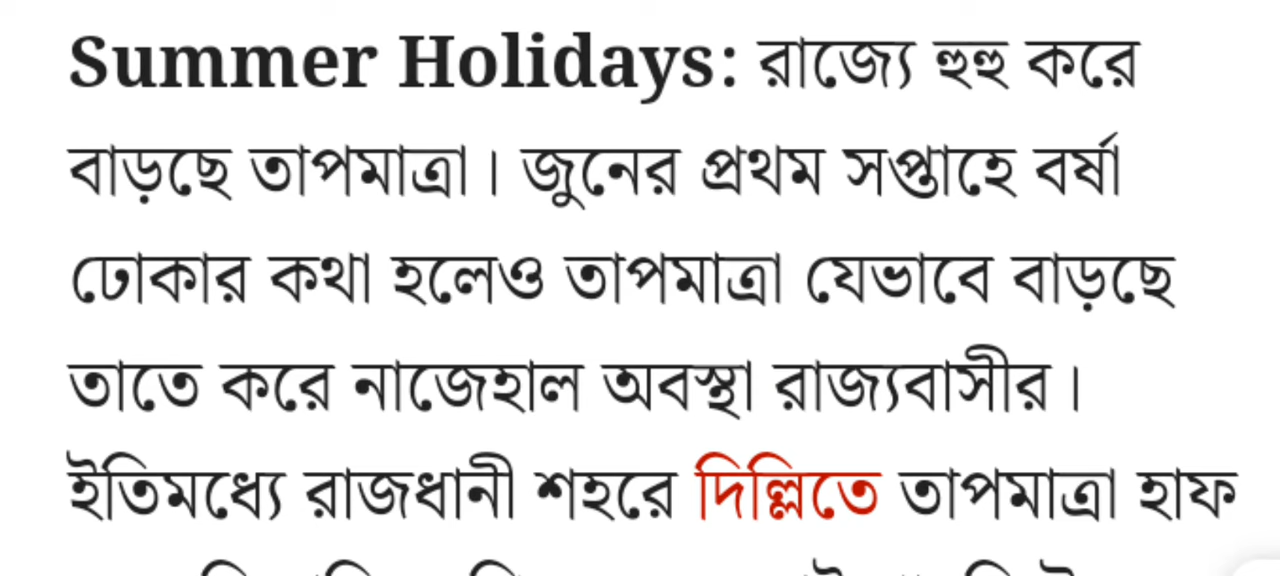 Summer Holidays: রাজ্যে হুহু করে
বাড়ছে তাপমাত্রা। জুনের প্রথম সপ্তাহে বর্ষা
ঢোকার কথা হলেও তাপমাত্রা যেভাবে বাড়ছে
তাতে করে নাজেহাল অবস্থা রাজ্যবাসীর।
ইতিমধ্যে রাজধানী শহরে দিল্লিতে তাপমাত্রা হাফ